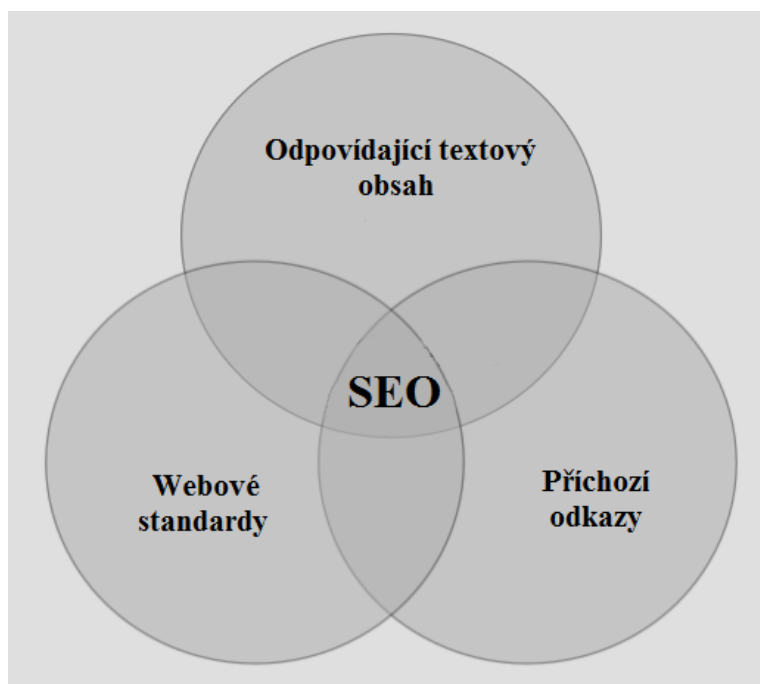 Odpovídající textový
obsah
SEO
Webové
standardy
Příchozí
odkazy